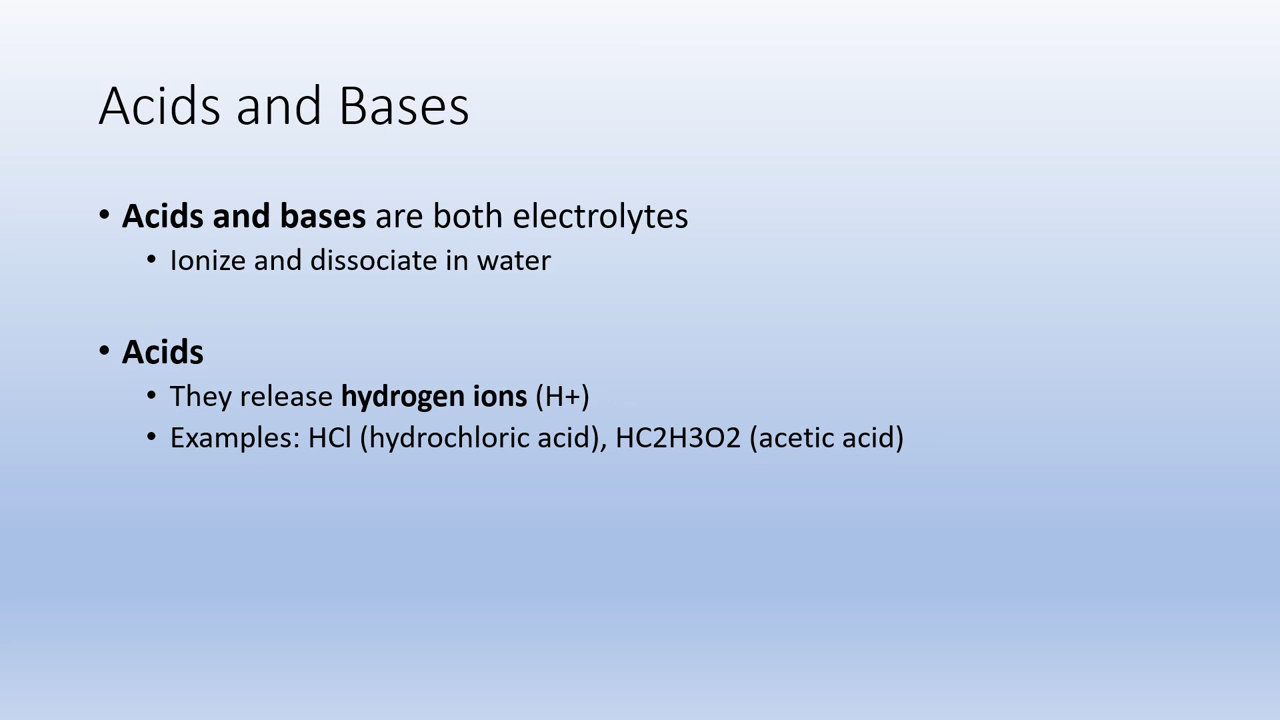 Acids and Bases
• Acids and bases are both electrolytes
• Ionize and dissociate in water
• Acids
• They release hydrogen ions (H+)
• Examples: HCl (hydrochloric acid), HC2H3O2 (acetic acid)